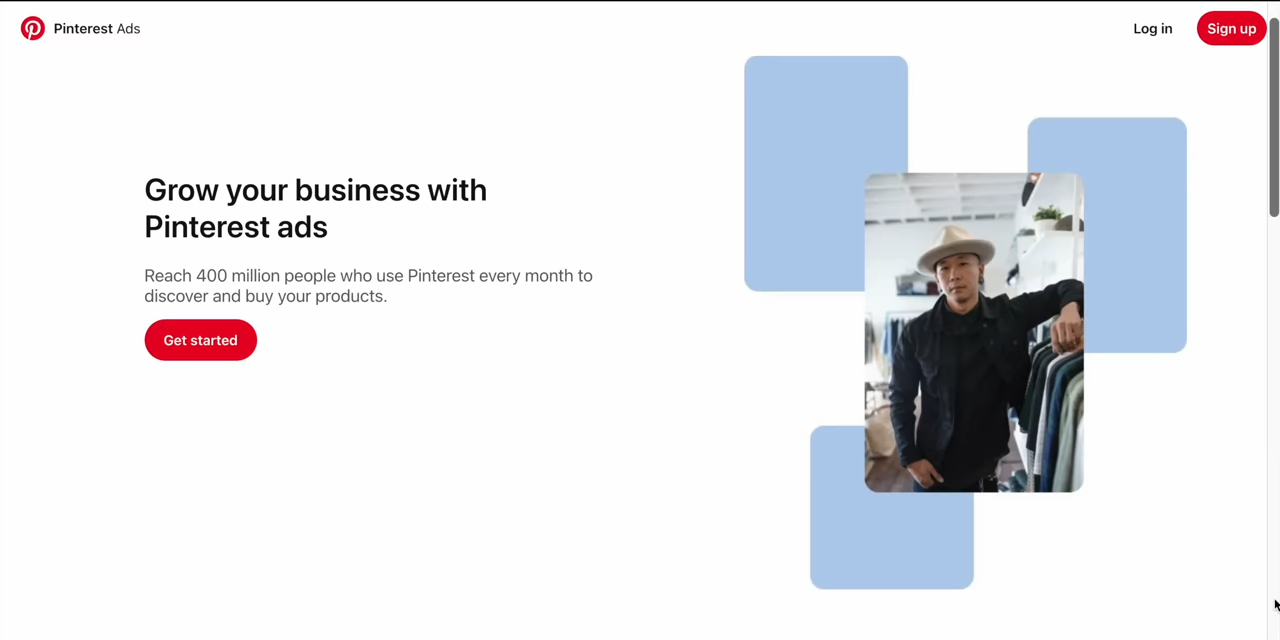 Pinterest Ads
Log in
Sign up
Grow your business with
Pinterest ads
Reach 400 million people who use Pinterest every month to
discover and buy your products.
Get started